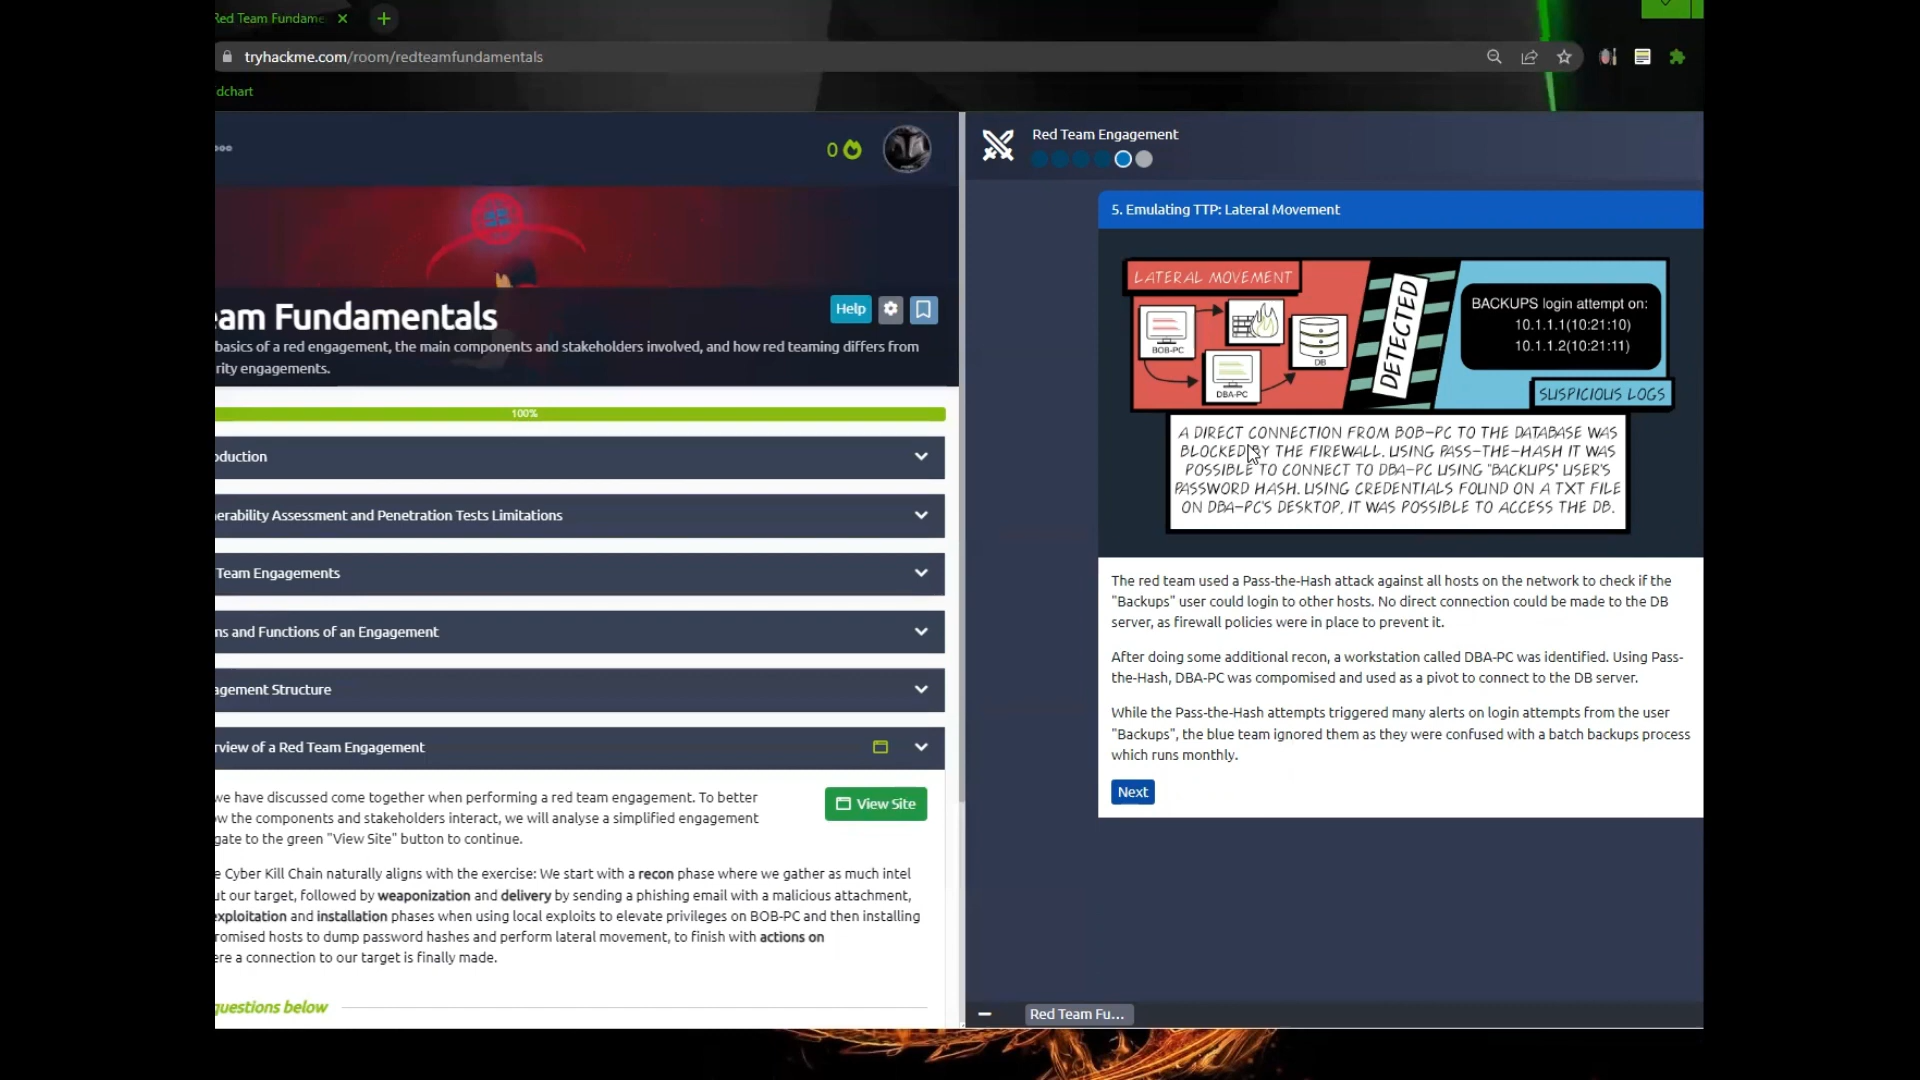 Red Team Fundame
tryhackme.com/room/redteamfundamentals
dchart
0
eam Fundamentals
Help
basics of a red engagement, the main components and stakeholders involved, and how red teaming differs from
rity engagements.
100%
oduction
nerability Assessment and Penetration Tests Limitations
Team Engagements
ns and Functions of an Engagement
agement Structure
rview of a Red Team Engagement
we have discussed come together when performing a red team engagement. To better
ow the components and stakeholders interact, we will analyse a simplified engagement
gate to the green "View Site" button to continue.
View Site
e Cyber Kill Chain naturally aligns with the exercise: We start with a recon phase where we gather as much intel
ut our target, followed by weaponization and delivery by sending a phishing email with a malicious attachment,
exploitation and installation phases when using local exploits to elevate privileges on BOB-PC and then installing
romised hosts to dump password hashes and perform lateral movement, to finish with actions on
ere a connection to our target is finally made.
questions below
Red Team Engagement
5. Emulating TTP: Lateral Movement
LATERAL MOVEMENT
BOB-PC
DBA-PC
DB
DETECTED
BACKUPS login attempt on:
10.1.1.1(10:21:10)
10.1.1.2(10:21:11)
SUSPICIOUS LOGS
A DIRECT CONNECTION FROM BOB-PC TO THE DATABASE WAS
BLOCKED BY THE FIREWALL. USING PASS-THE-HASH IT WAS
POSSIBLE TO CONNECT TO DBA-PC USING "BACKUPS" USER'S
PASSWORD HASH. USING CREDENTIALS FOUND ON A TXT FILE
ON DBA-PC'S DESKTOP, IT WAS POSSIBLE TO ACCESS THE DB.
The red team used a Pass-the-Hash attack against all hosts on the network to check if the
"Backups" user could login to other hosts. No direct connection could be made to the DB
server, as firewall policies were in place to prevent it.
After doing some additional recon, a workstation called DBA-PC was identified. Using Pass-
the-Hash, DBA-PC was compomised and used as a pivot to connect to the DB server.
While the Pass-the-Hash attempts triggered many alerts on login attempts from the user
"Backups", the blue team ignored them as they were confused with a batch backups process
which runs monthly.
Next
Red Team Fu...